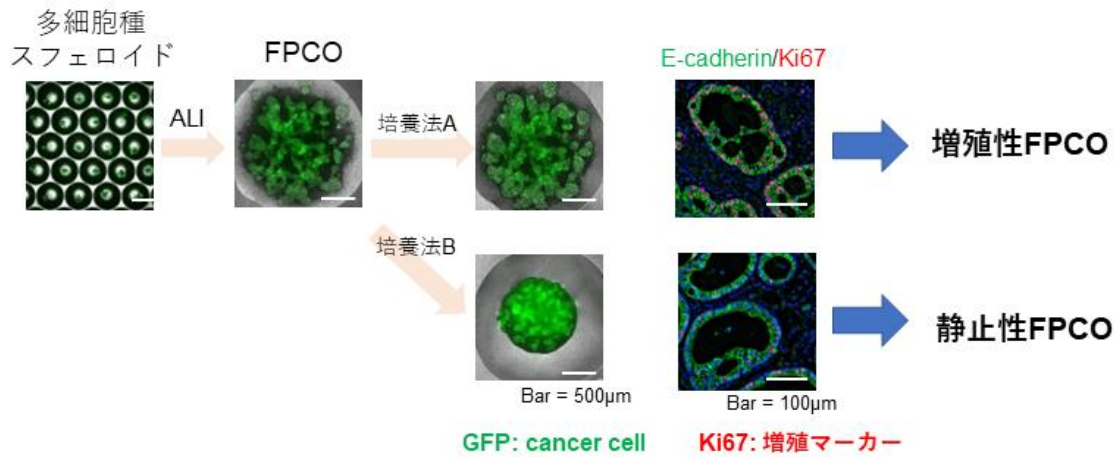 多細胞種
スフェロイド
FPCO
E-cadherin/Ki67
ALI
培養法A
増殖性FPCO
培養法B
静止性FPCO
Bar = 500μm
Bar = 100μm
GFP: cancer cell
Ki67: 増殖マーカー